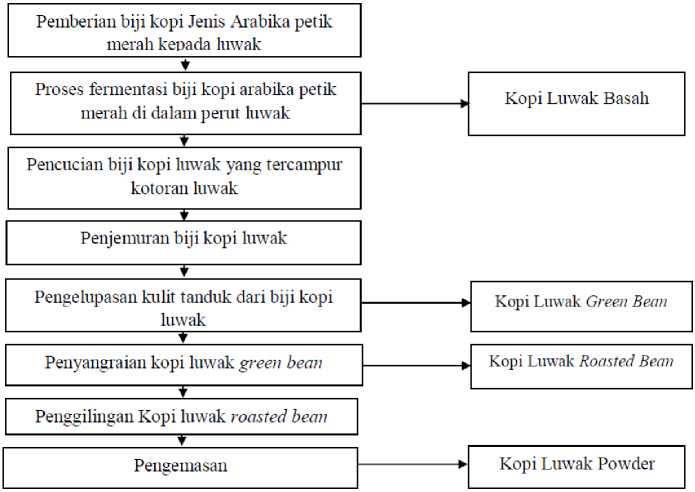 Pemberian biji kopi Jenis Arabika petik
merah kepada luwak
Proses fermentasi biji kopi arabika petik
merah di dalam perut luwak
Kopi Luwak Basah
Pencucian biji kopi luwak yang tercampur
kotoran luwak
Penjemuran biji kopi luwak
Pengelupasan kulit tanduk dari biji kopi
luwak
Kopi Luwak Green Bean
Penyangraian kopi luwak green bean
Kopi Luwak Roasted Bean
Penggilingan Kopi luwak roasted bean
Pengemasan
Kopi Luwak Powder